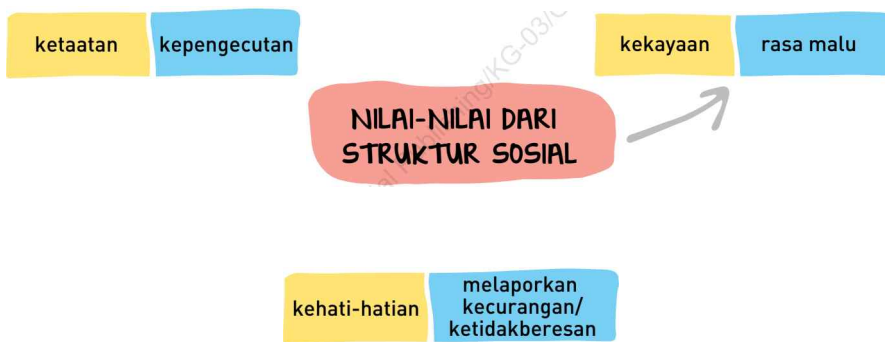 ketaatan kepengecutan
kekayaan rasa malu
NILAI-NILAI DARI
STRUKTUR SOSIAL
kehati-hatian
melaporkan
kecurangan/
ketidakberesan